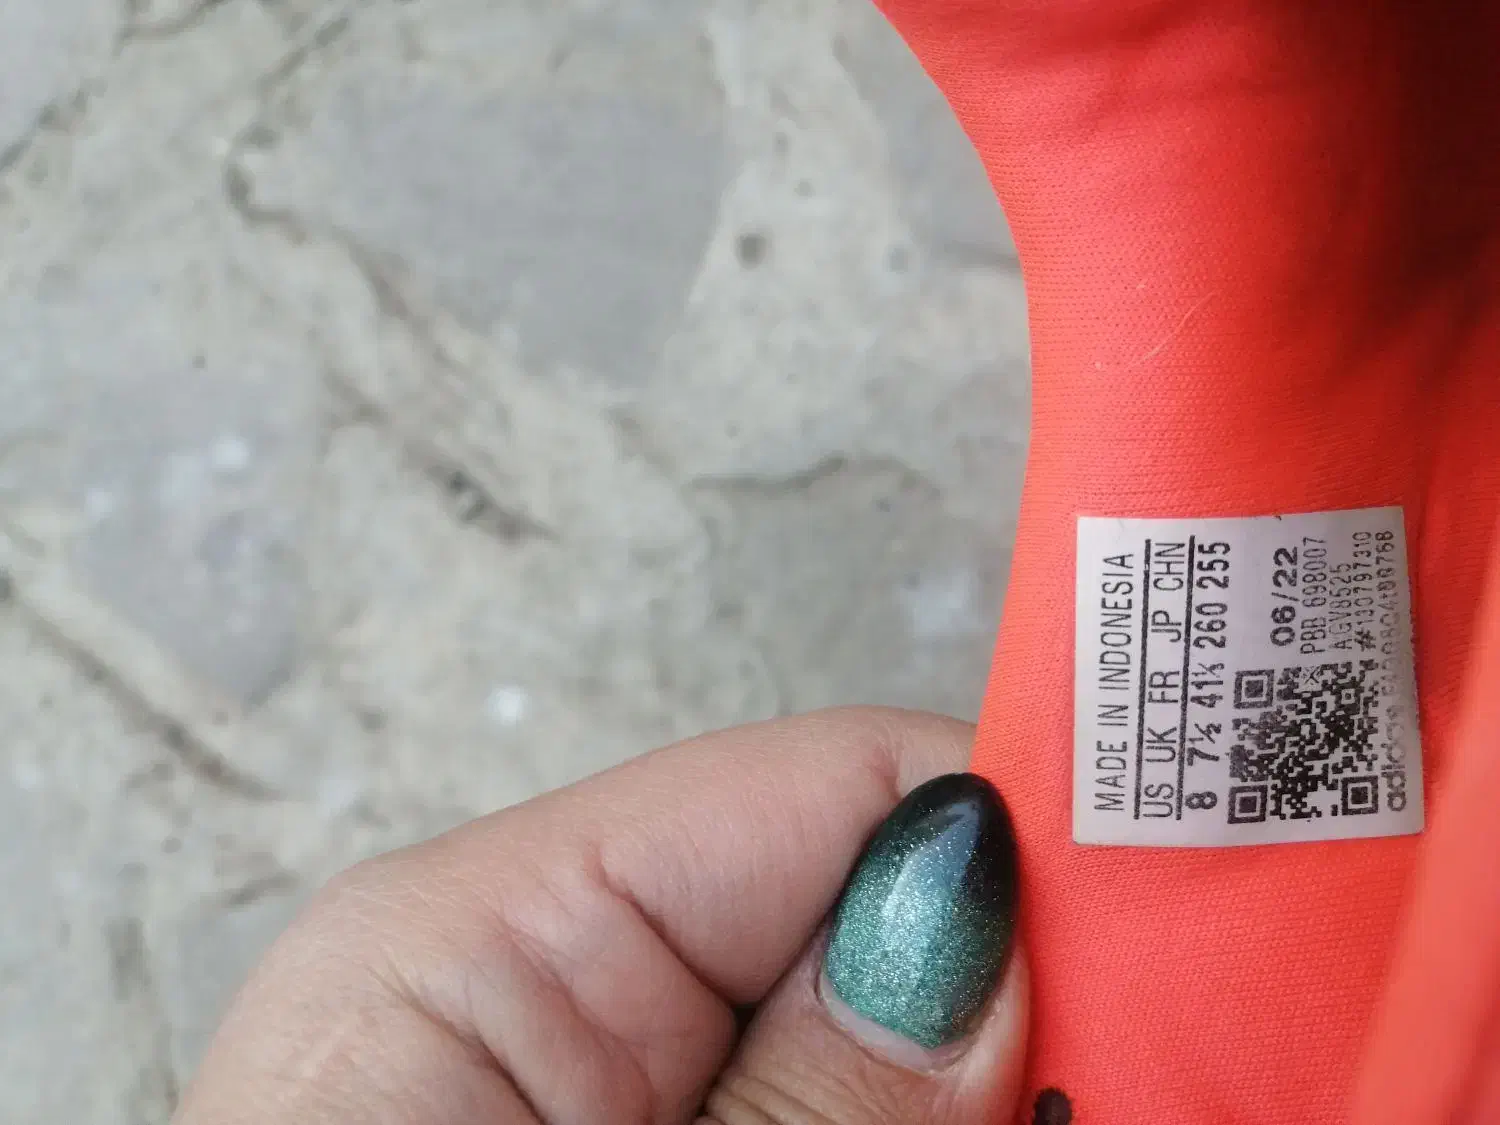 MADE IN INDONESIA
US UK FR JP CHN
8 7½ 41⅓ 260 255
06/22
PBB 698007
#130797310
adidas